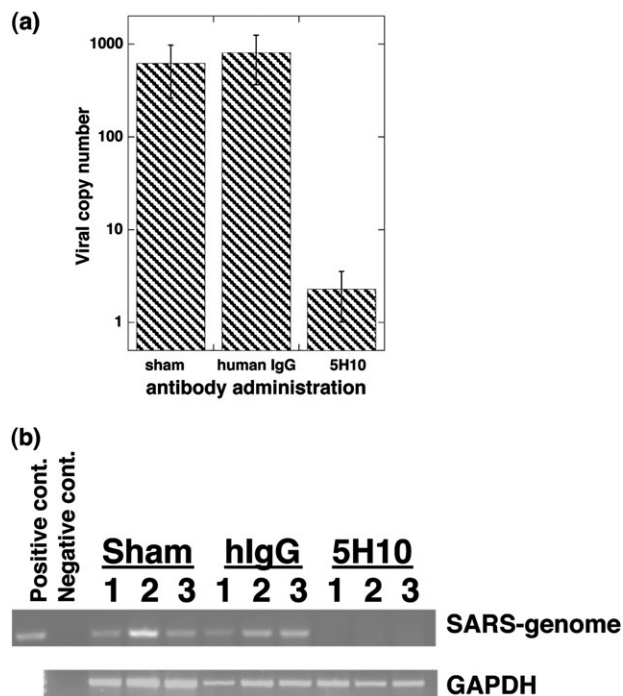 (a)
1000
100
10
1
Viral copy number
sham human IgG 5H10
antibody administration
(b)
Positive cont.
Negative cont.
Sham hIgG 5H10
1 2 3 1 2 3 1 2 3
SARS-genome
GAPDH